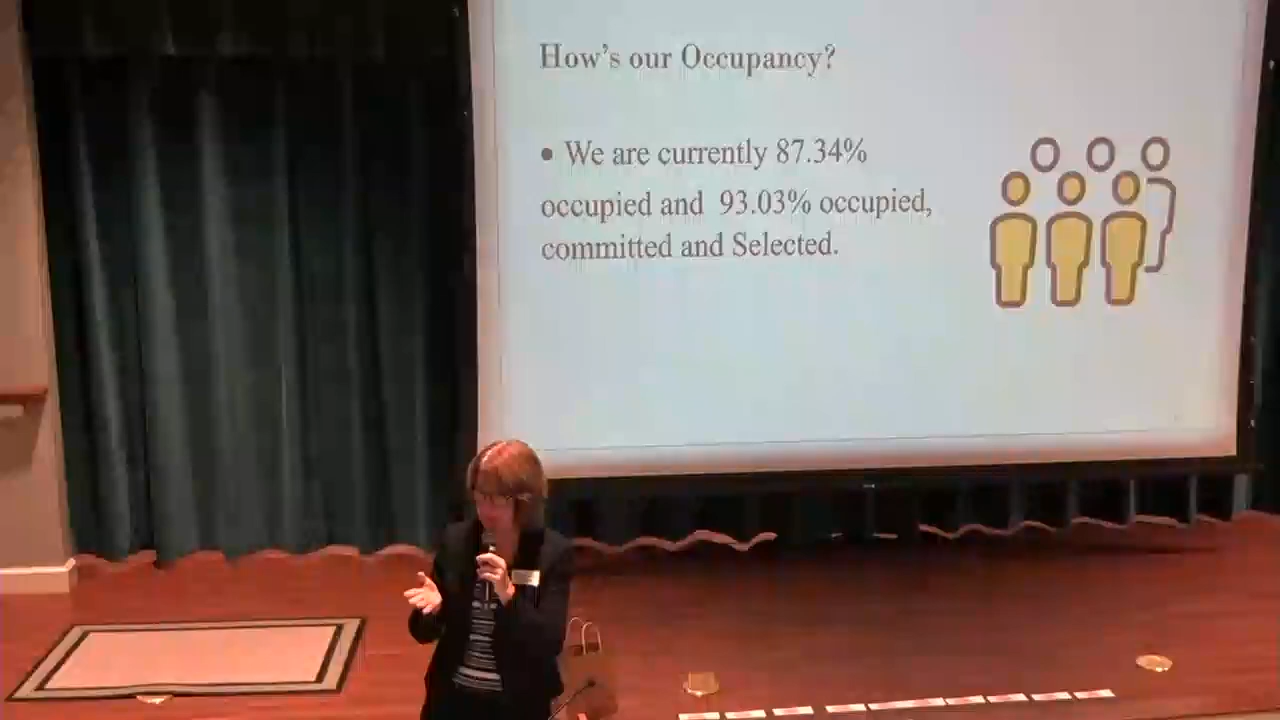 How's our Occupancy?
• We are currently 87.34%
occupied and 93.03% occupied,
committed and Selected.